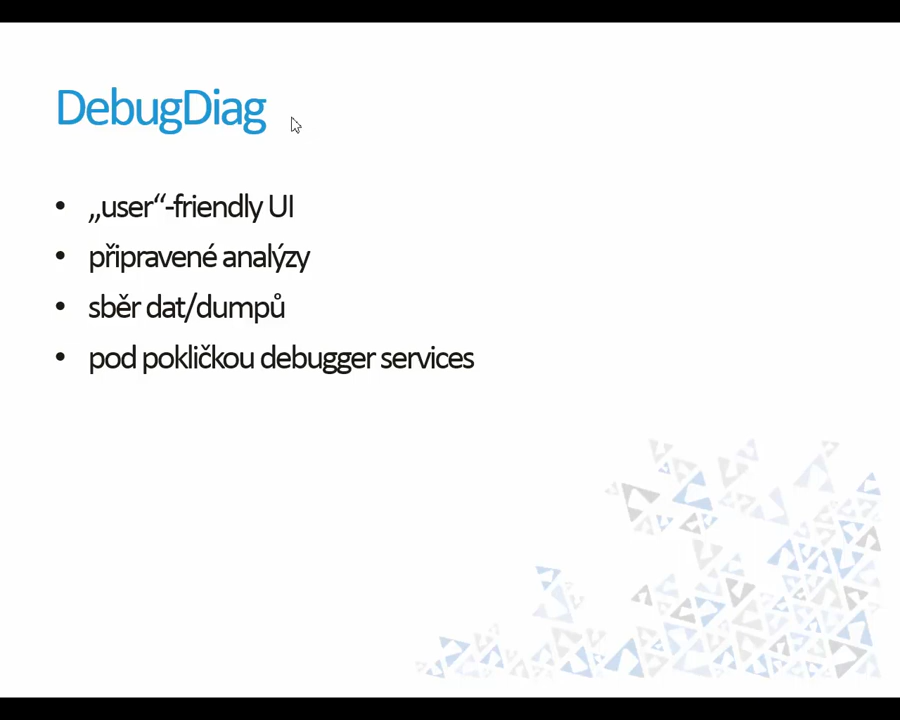 DebugDiag
• „user“-friendly UI
• připravené analýzy
• sběr dat/dumpů
• pod pokličkou debugger services